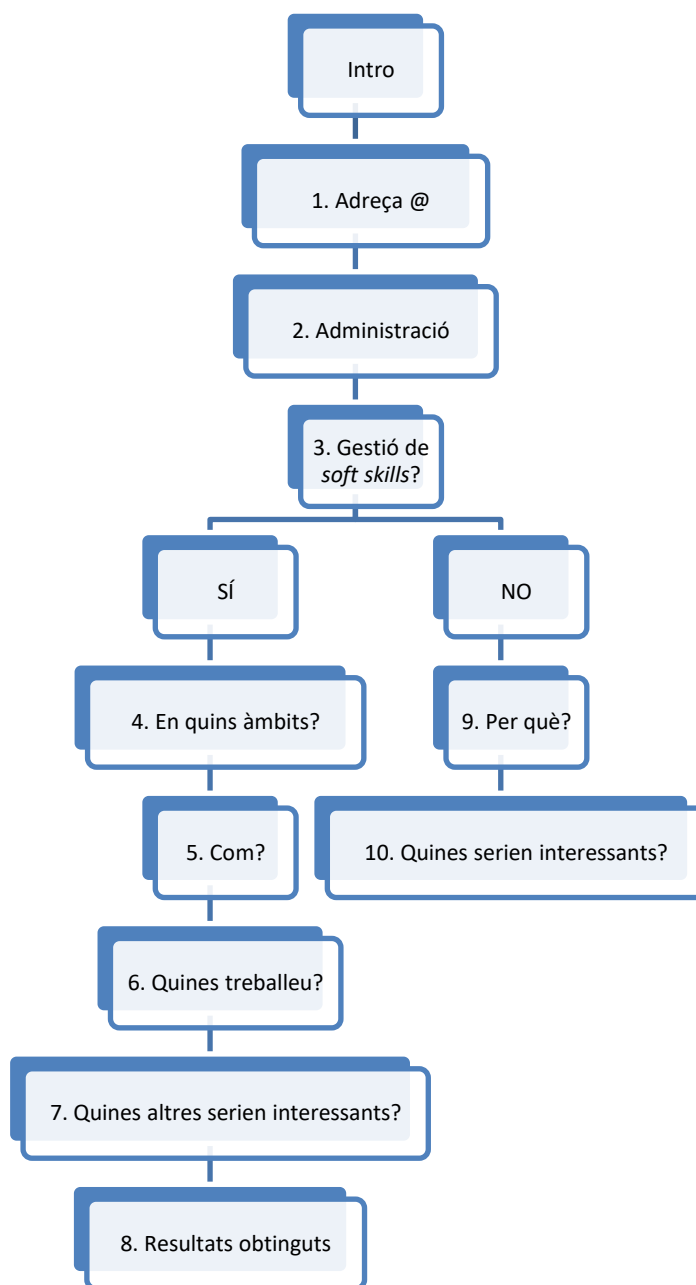 Intro
1. Adreça @
2. Administració
3. Gestió de
soft skills?
SÍ
NO
4. En quins àmbits?
9. Per què?
5. Com?
10. Quines serien interessants?
6. Quines treballeu?
7. Quines altres serien interessants?
8. Resultats obtinguts